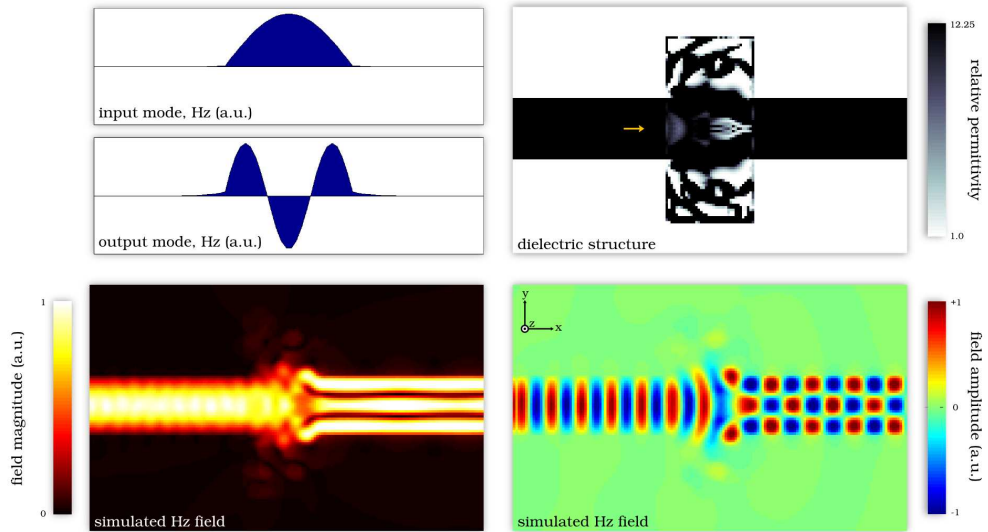 input mode, Hz (a.u.)
output mode, Hz (a.u.)
dielectric structure
12.25
relative permittivity
1.0
1
field magnitude (a.u.)
0
simulated Hz field
y
z
x
simulated Hz field
+1
field amplitude (a.u.)
0
-1